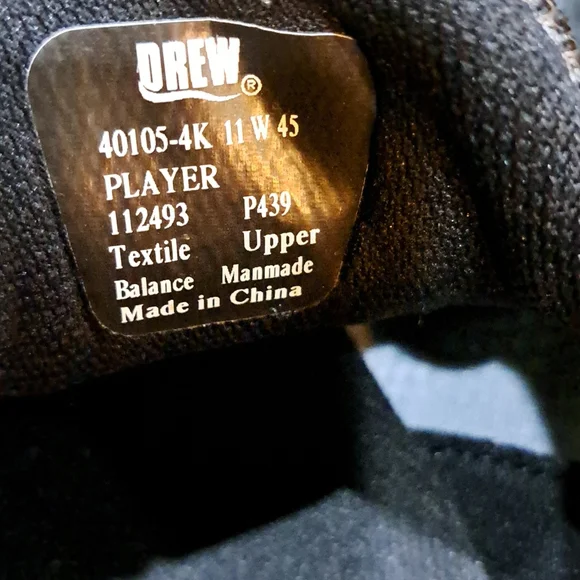 DREW®
40105-4K 11 W 45
PLAYER
112493 P439
Textile Upper
Balance Manmade
Made in China